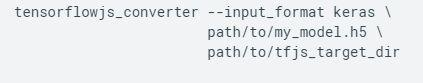 tensorflowjs_converter --input_format keras \
path/to/my_model.h5 \
path/to/tfjs_target_dir